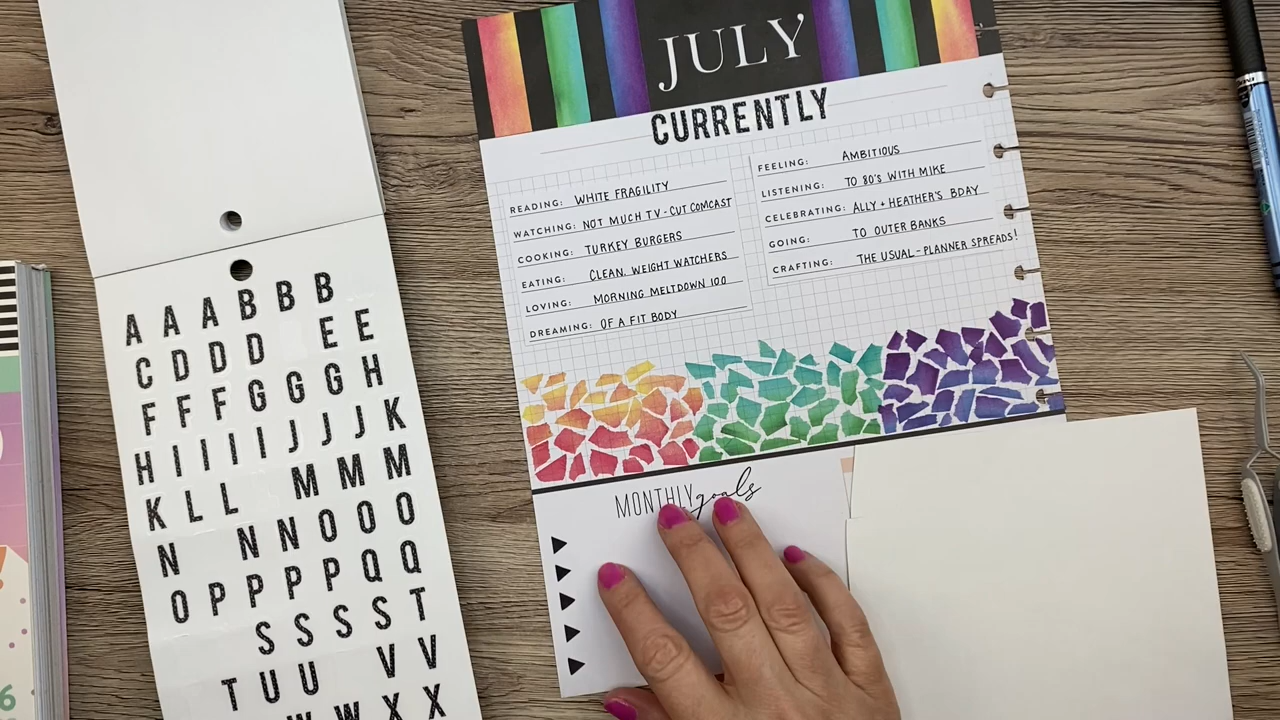 JULY
CURRENTLY
READING: WHITE FRAGILITY
WATCHING: NOT MUCH TV - CUT COMCAST
COOKING: TURKEY BURGERS
EATING: CLEAN, WEIGHT WATCHERS
LOVING: MORNING MELTDOWN 100
DREAMING: OF A FIT BODY
FEELING: AMBITIOUS
LISTENING: TO 80'S WITH MIKE
CELEBRATING: ALLY + HEATHER'S BDAY
GOING: TO OUTER BANKS
CRAFTING: THE USUAL - PLANNER SPREADS!
MONTHLY goals
A A A B B B
C D D D E E
F F F G G G H
H I I I I J J J K
K L L M M M
N N N O O O
O P P P P Q Q
S S S S T
T U U V V
W W X X
6